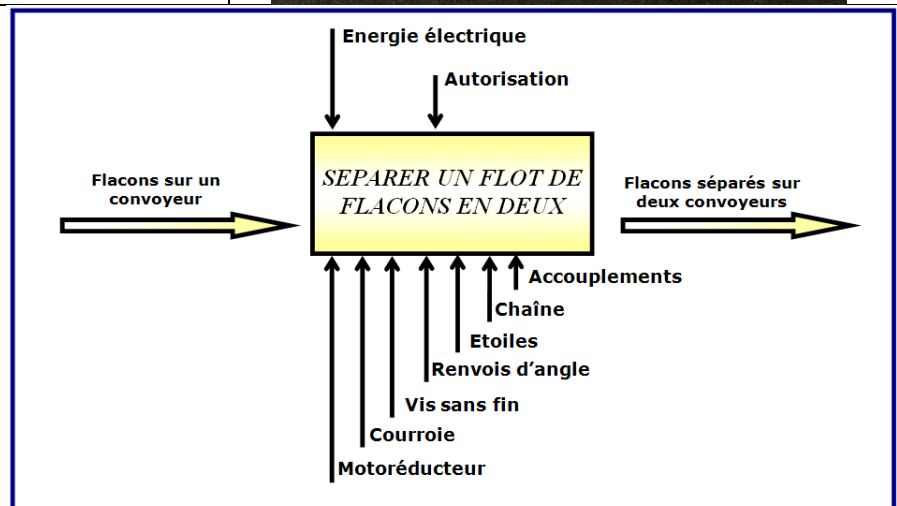 Energie électrique
Autorisation
Flacons sur un
convoyeur
SEPARER UN FLOT DE
FLACONS EN DEUX
Flacons séparés sur
deux convoyeurs
Accouplements
Chaîne
Etoiles
Renvois d’angle
Vis sans fin
Courroie
Motoréducteur